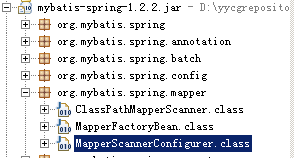 mybatis-spring-1.2.2.jar - D:\yycgreposito
org.mybatis.spring
org.mybatis.spring.annotation
org.mybatis.spring.batch
org.mybatis.spring.config
org.mybatis.spring.mapper
ClassPathMapperScanner.class
MapperFactoryBean.class
MapperScannerConfigurer.class